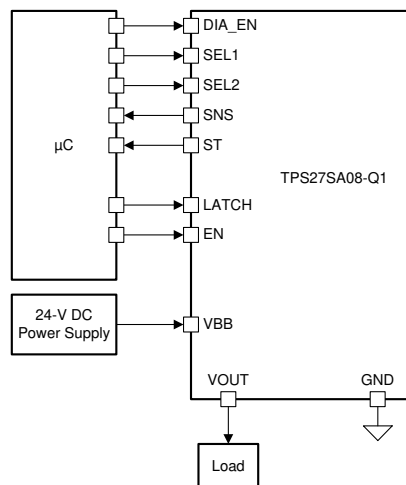 DIA_EN
SEL1
SEL2
SNS
µC
ST
TPS27SA08-Q1
LATCH
EN
24-V DC
Power Supply
VBB
VOUT
GND
Load